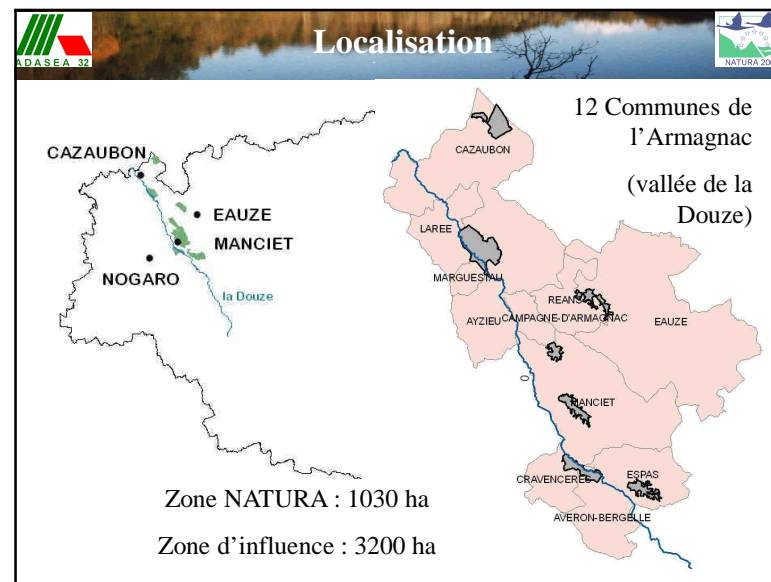 ADASEA 32
Localisation
NATURA 200
CAZAUBON
EAUZE
MANCIET
NOGARO
la Douze
12 Communes de
l’Armagnac
(vallée de la
Douze)
CAZAUBON
LAREE
MARGUESTAU
REANS
AYZIEU
CAMPAGNE-D'ARMAGNAC
EAUZE
0
MANCIET
CRAVENCERES
ESPAS
AVERON-BERGELLE
Zone NATURA : 1030 ha
Zone d’influence : 3200 ha